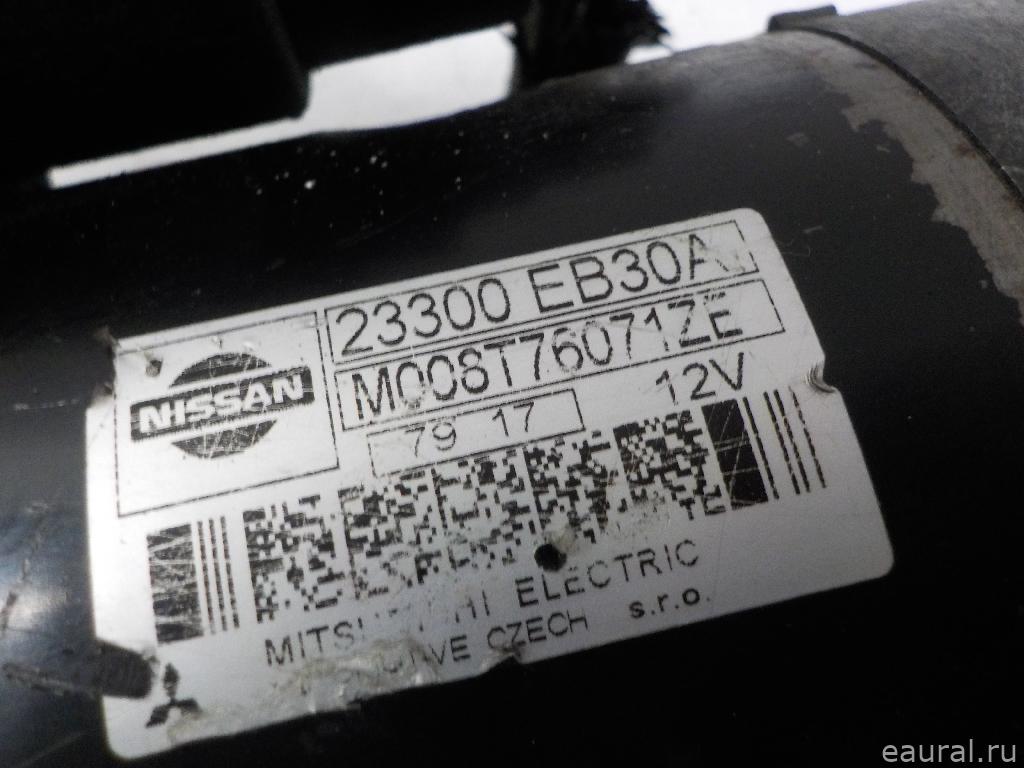 NISSAN
23300 EB30A
M008T76071ZE
79 17
12V
ELECTRIC
CZECH s.r.o.
eaural.ru